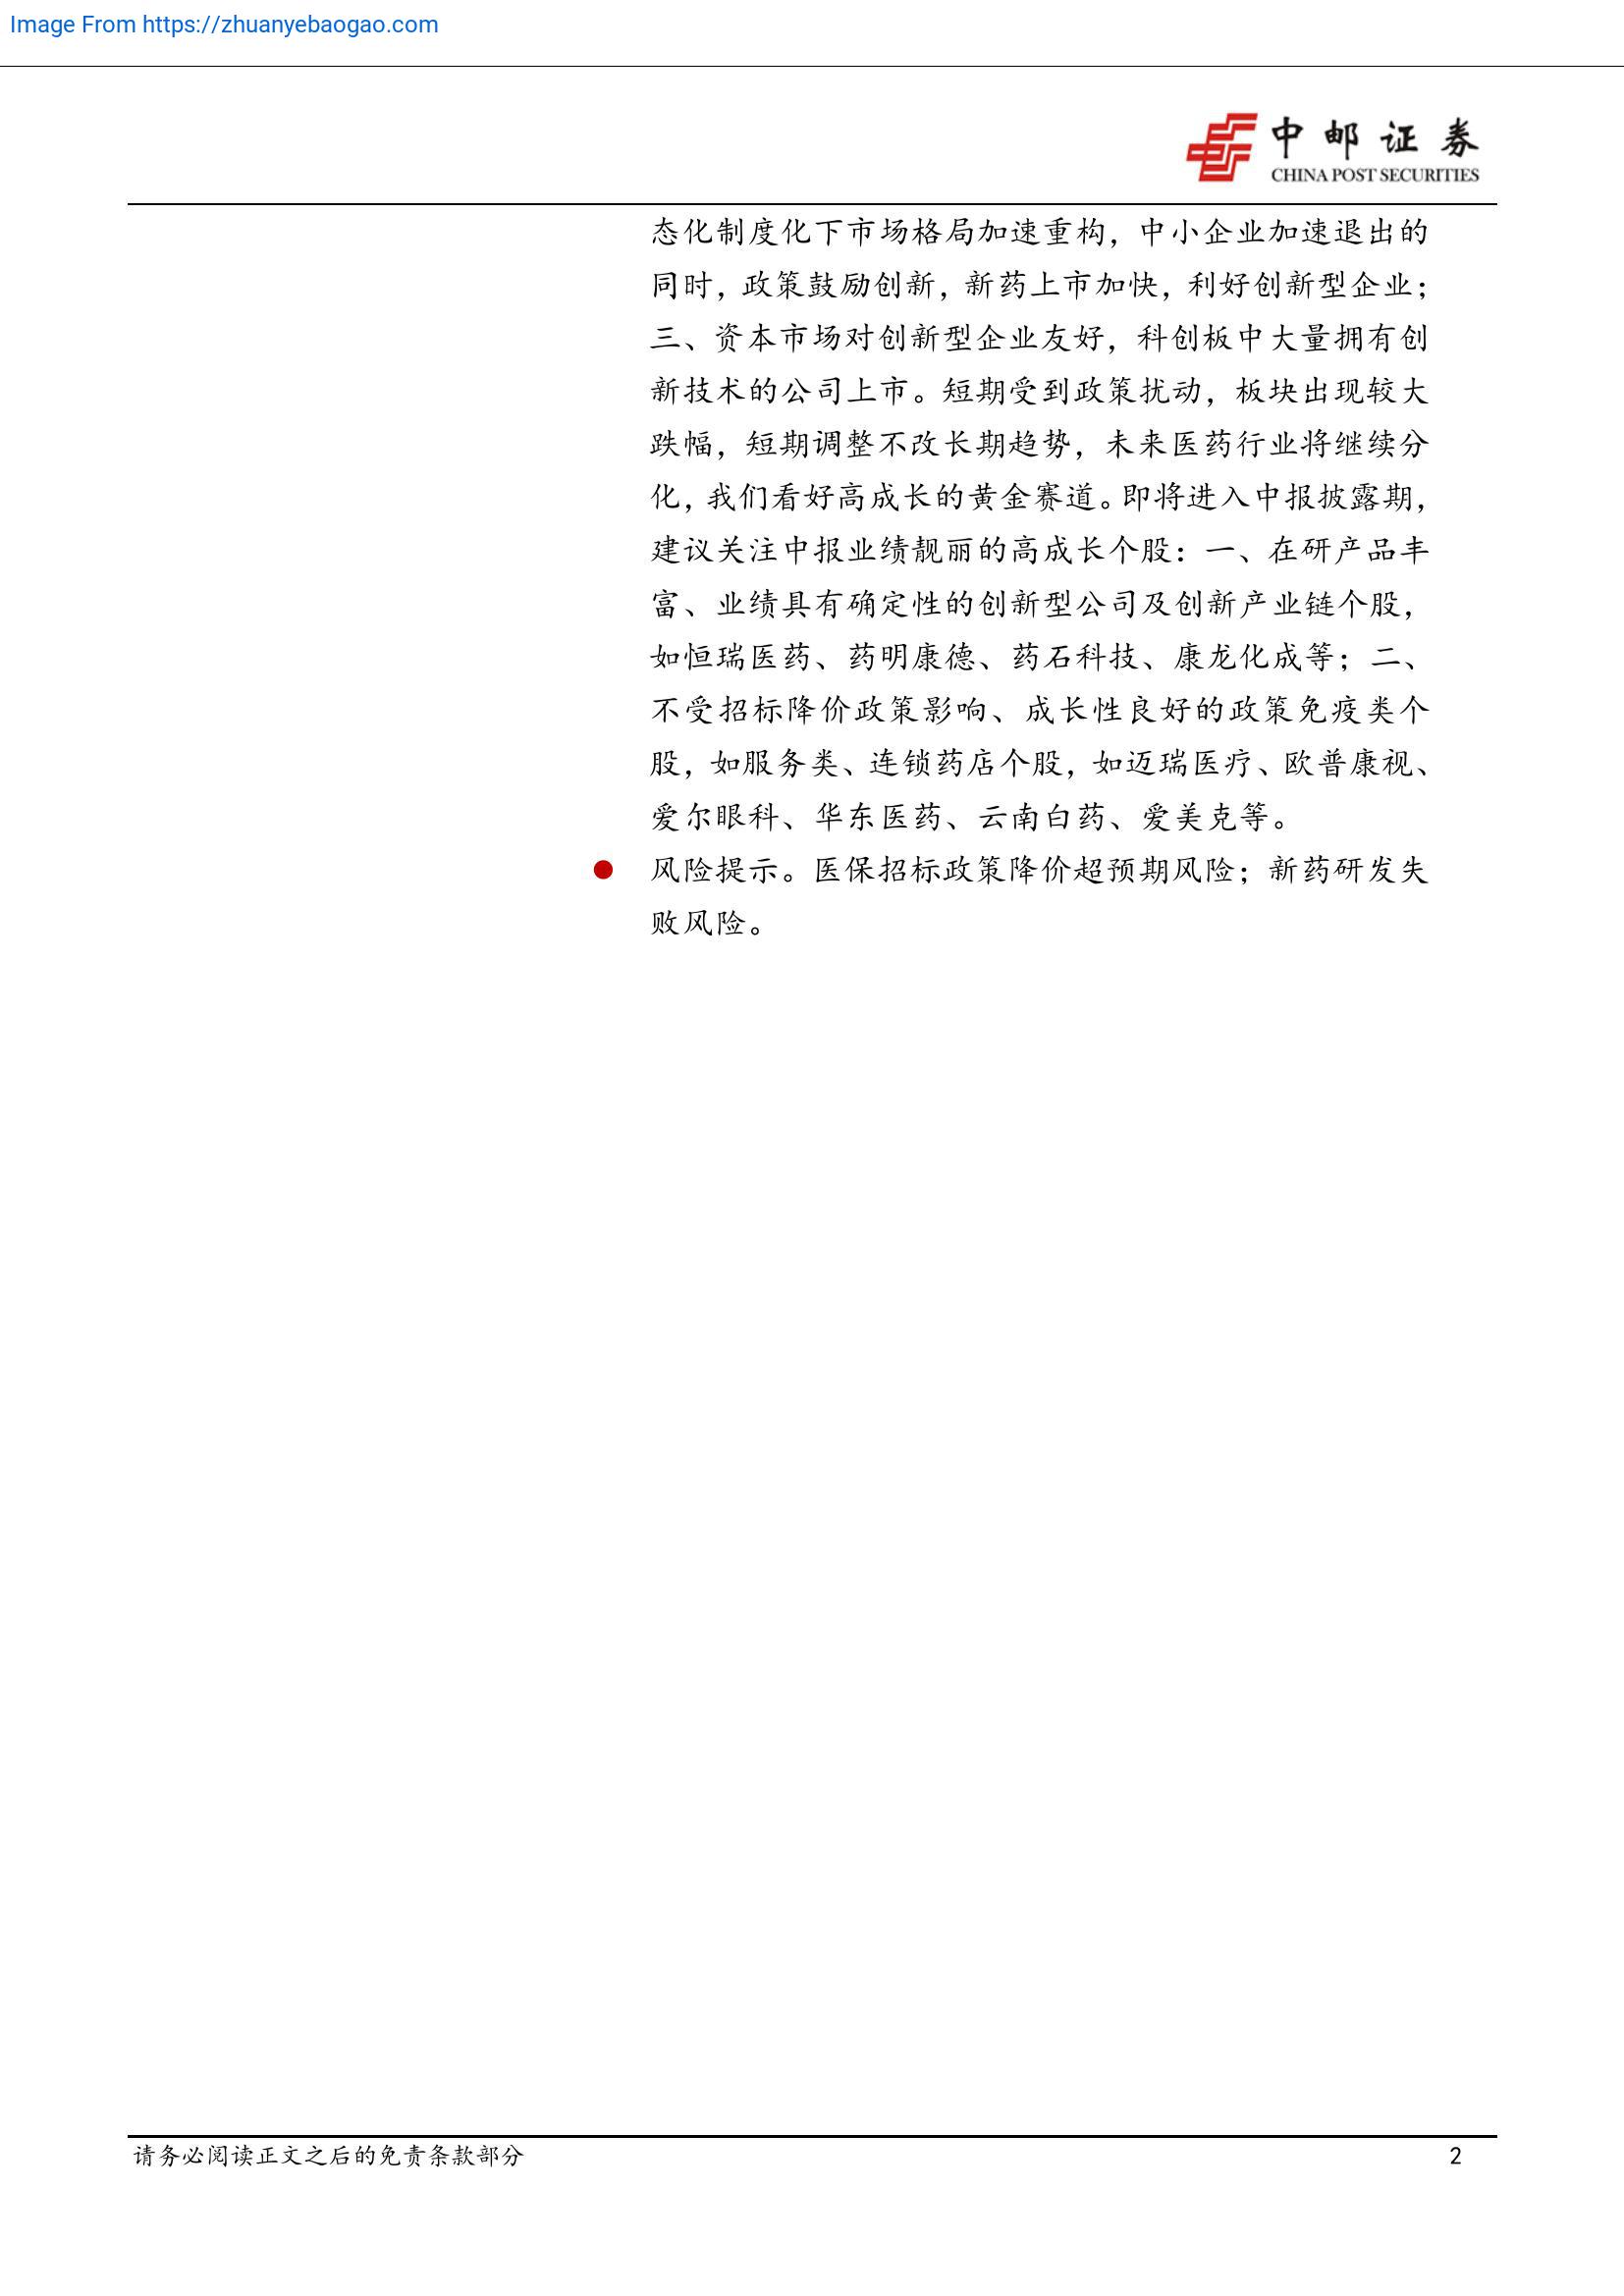 Image From https://zhuanyebaogao.com
中邮证券
CHINA POST SECURITIES
态化制度化下市场格局加速重构，中小企业加速退出的
同时，政策鼓励创新，新药上市加快，利好创新型企业；
三、资本市场对创新型企业友好，科创板中大量拥有创
新技术的公司上市。短期受到政策扰动，板块出现较大
跌幅，短期调整不改长期趋势，未来医药行业将继续分
化，我们看好高成长的黄金赛道。即将进入中报披露期，
建议关注中报业绩靓丽的高成长个股：一、在研产品丰
富、业绩具有确定性的创新型公司及创新产业链个股，
如恒瑞医药、药明康德、药石科技、康龙化成等；二、
不受招标降价政策影响、成长性良好的政策免疫类个
股，如服务类、连锁药店个股，如迈瑞医疗、欧普康视、
爱尔眼科、华东医药、云南白药、爱美克等。
● 风险提示。医保招标政策降价超预期风险；新药研发失
败风险。
请务必阅读正文之后的免责条款部分 2